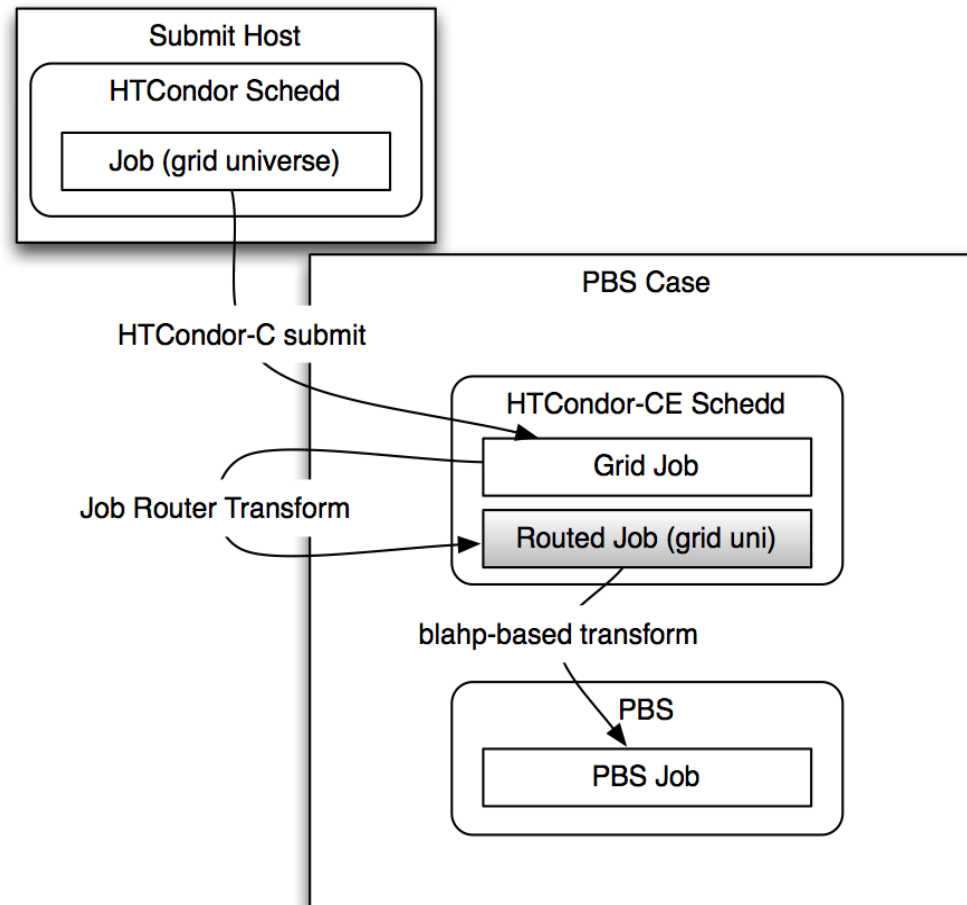 Submit Host
HTCondor Schedd
Job (grid universe)
PBS Case
HTCondor-C submit
HTCondor-CE Schedd
Grid Job
Job Router Transform
Routed Job (grid uni)
blahp-based transform
PBS
PBS Job